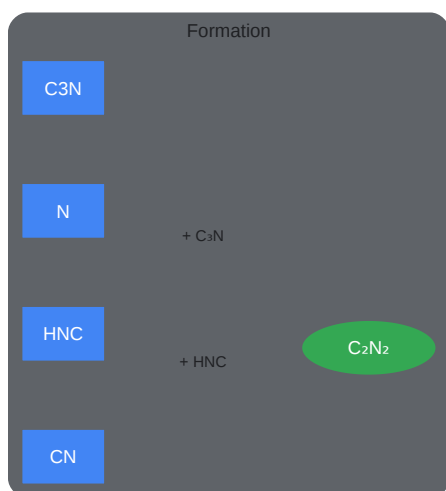 Formation
C3N
N
+ C₃N
HNC
C₂N₂
+ HNC
CN